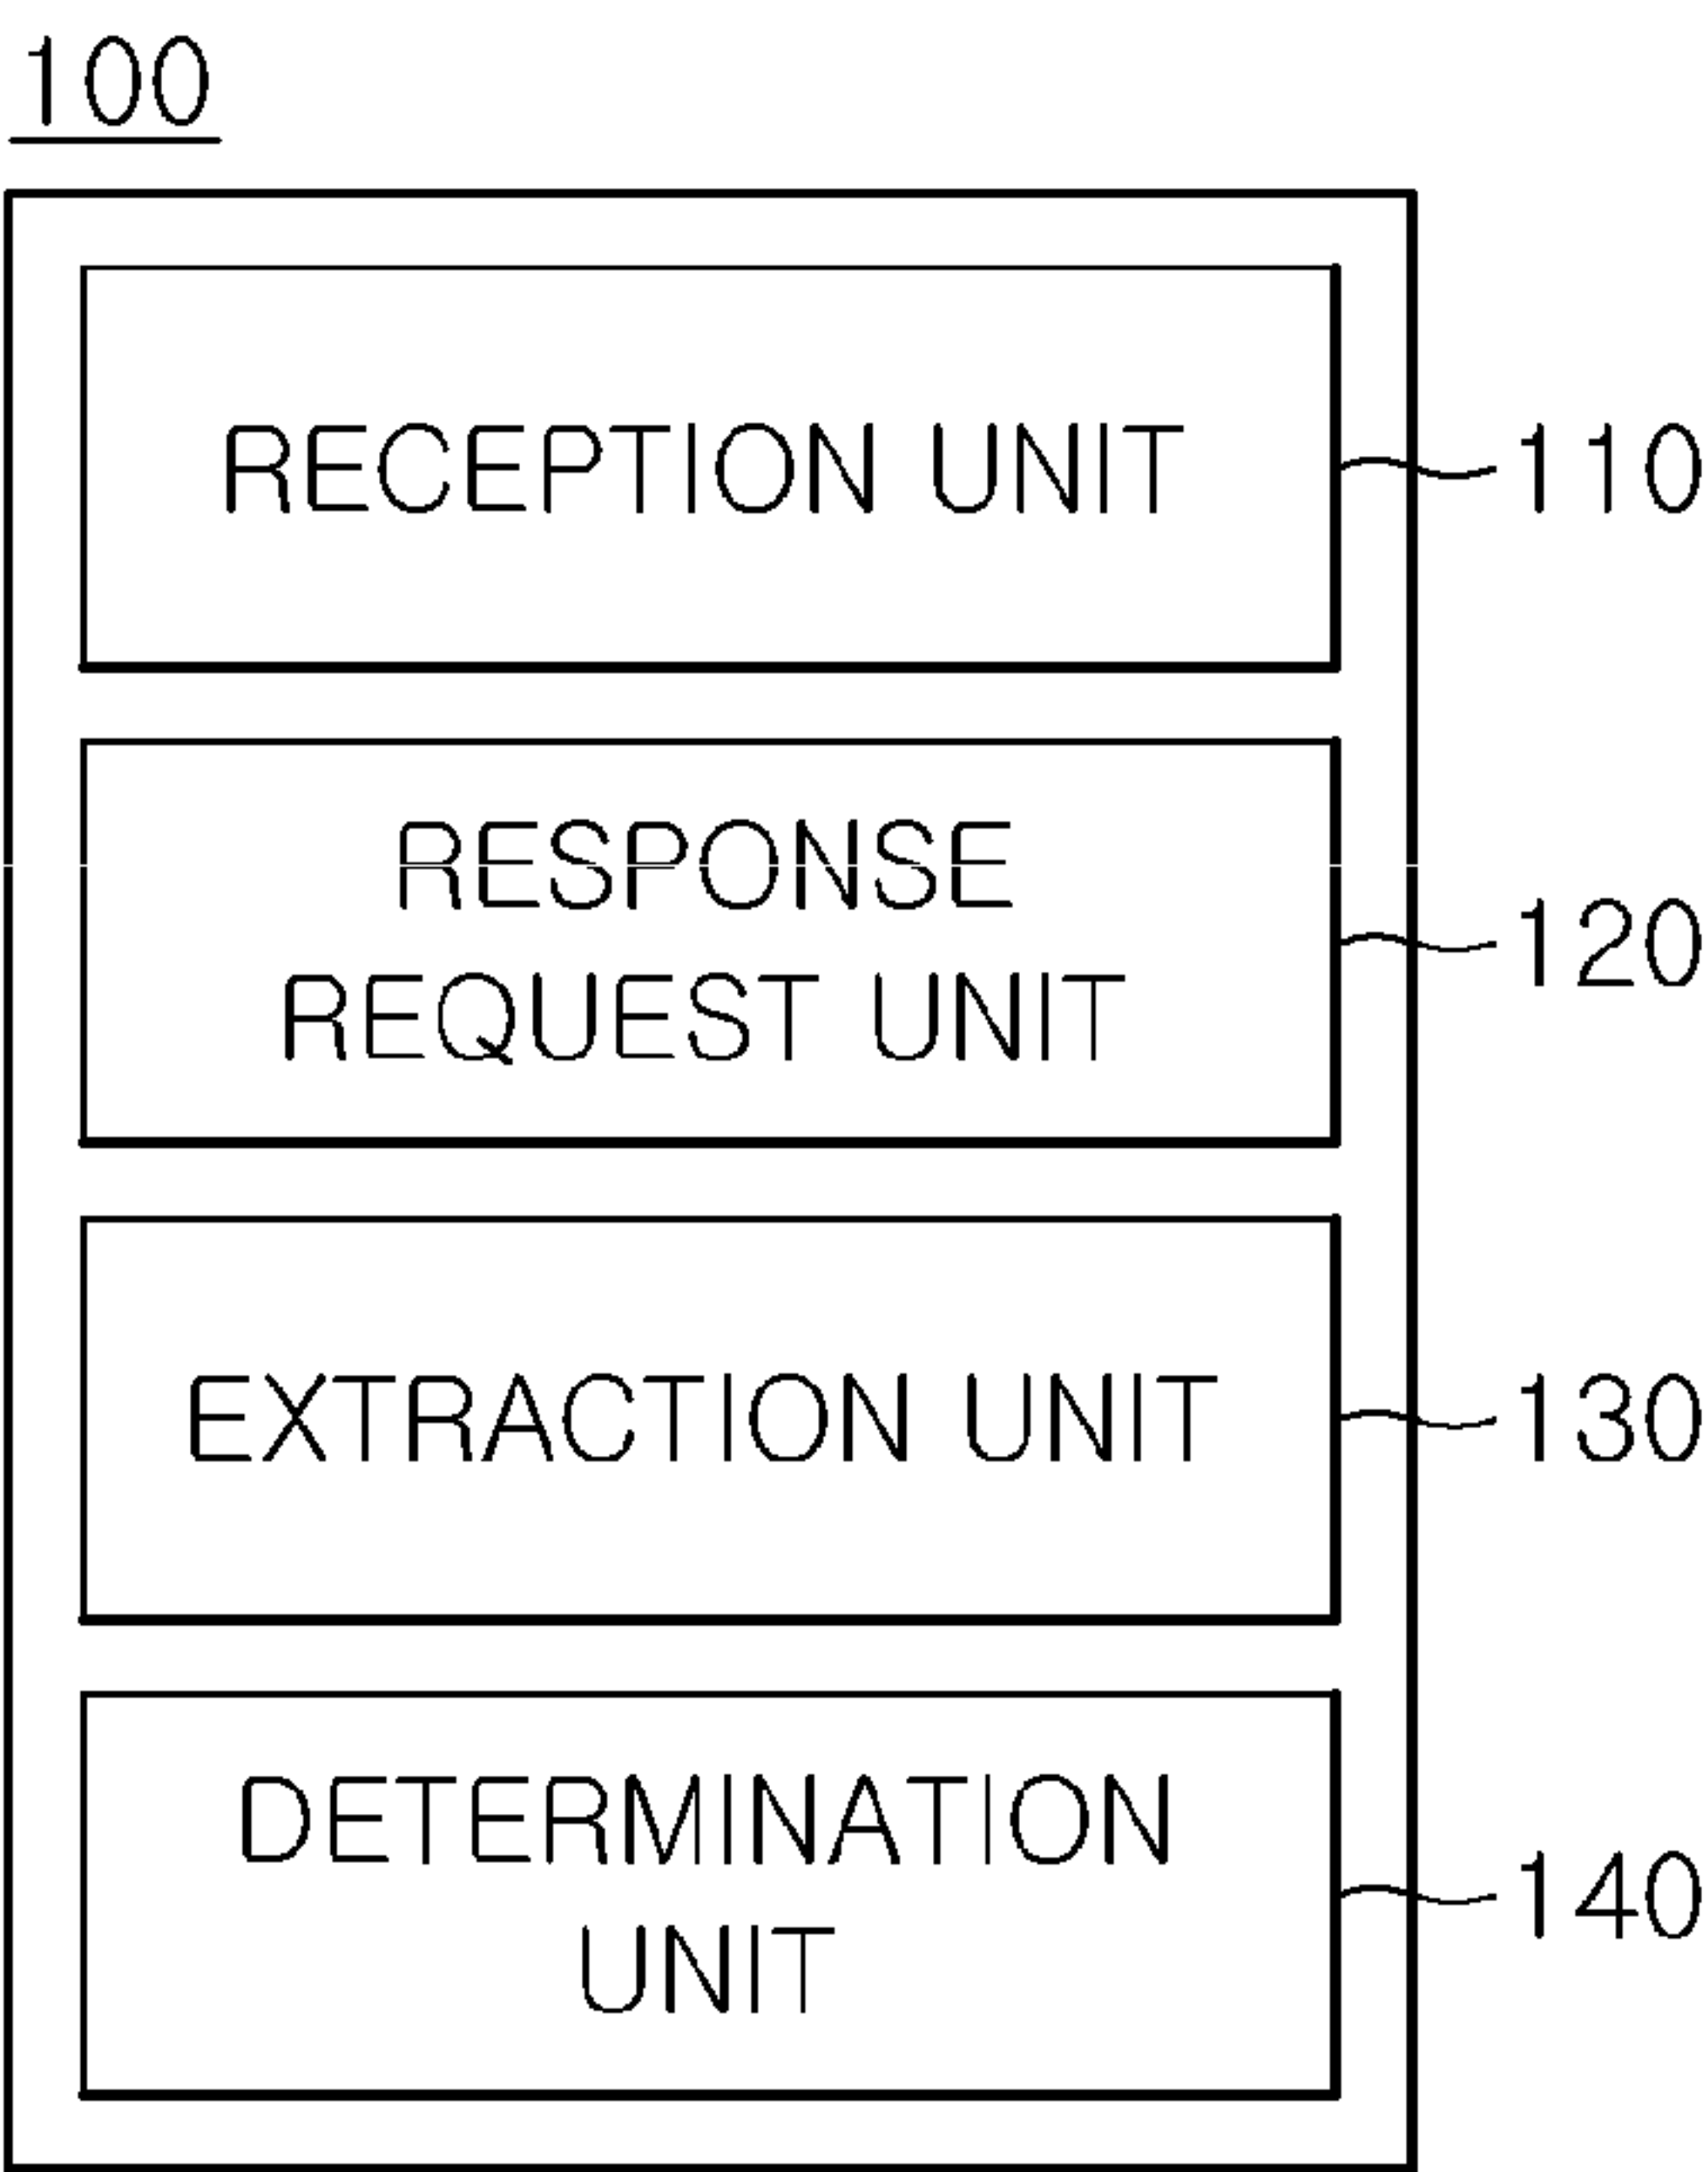 100
RECEPTION UNIT
110
RESPONSE
REQUEST UNIT
120
EXTRACTION UNIT
130
DETERMINATION
UNIT
140